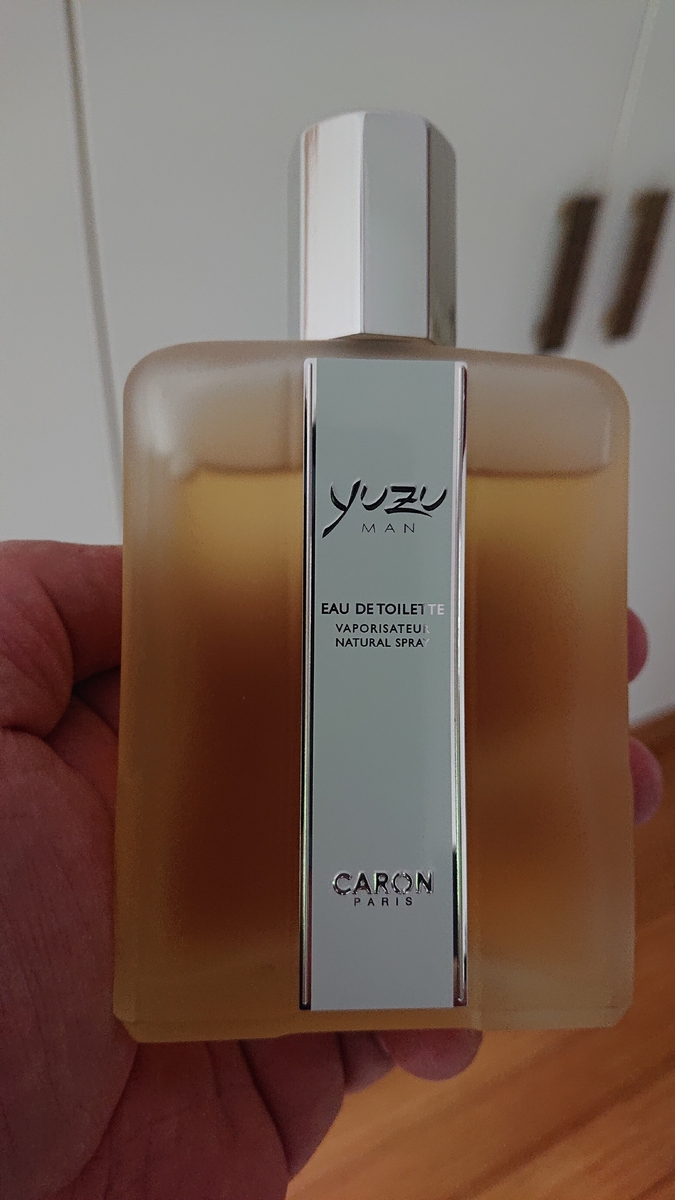 YUZU
MAN
EAU DE TOILETTE
VAPORISATEUR
NATURAL SPRAY
CARON
PARIS